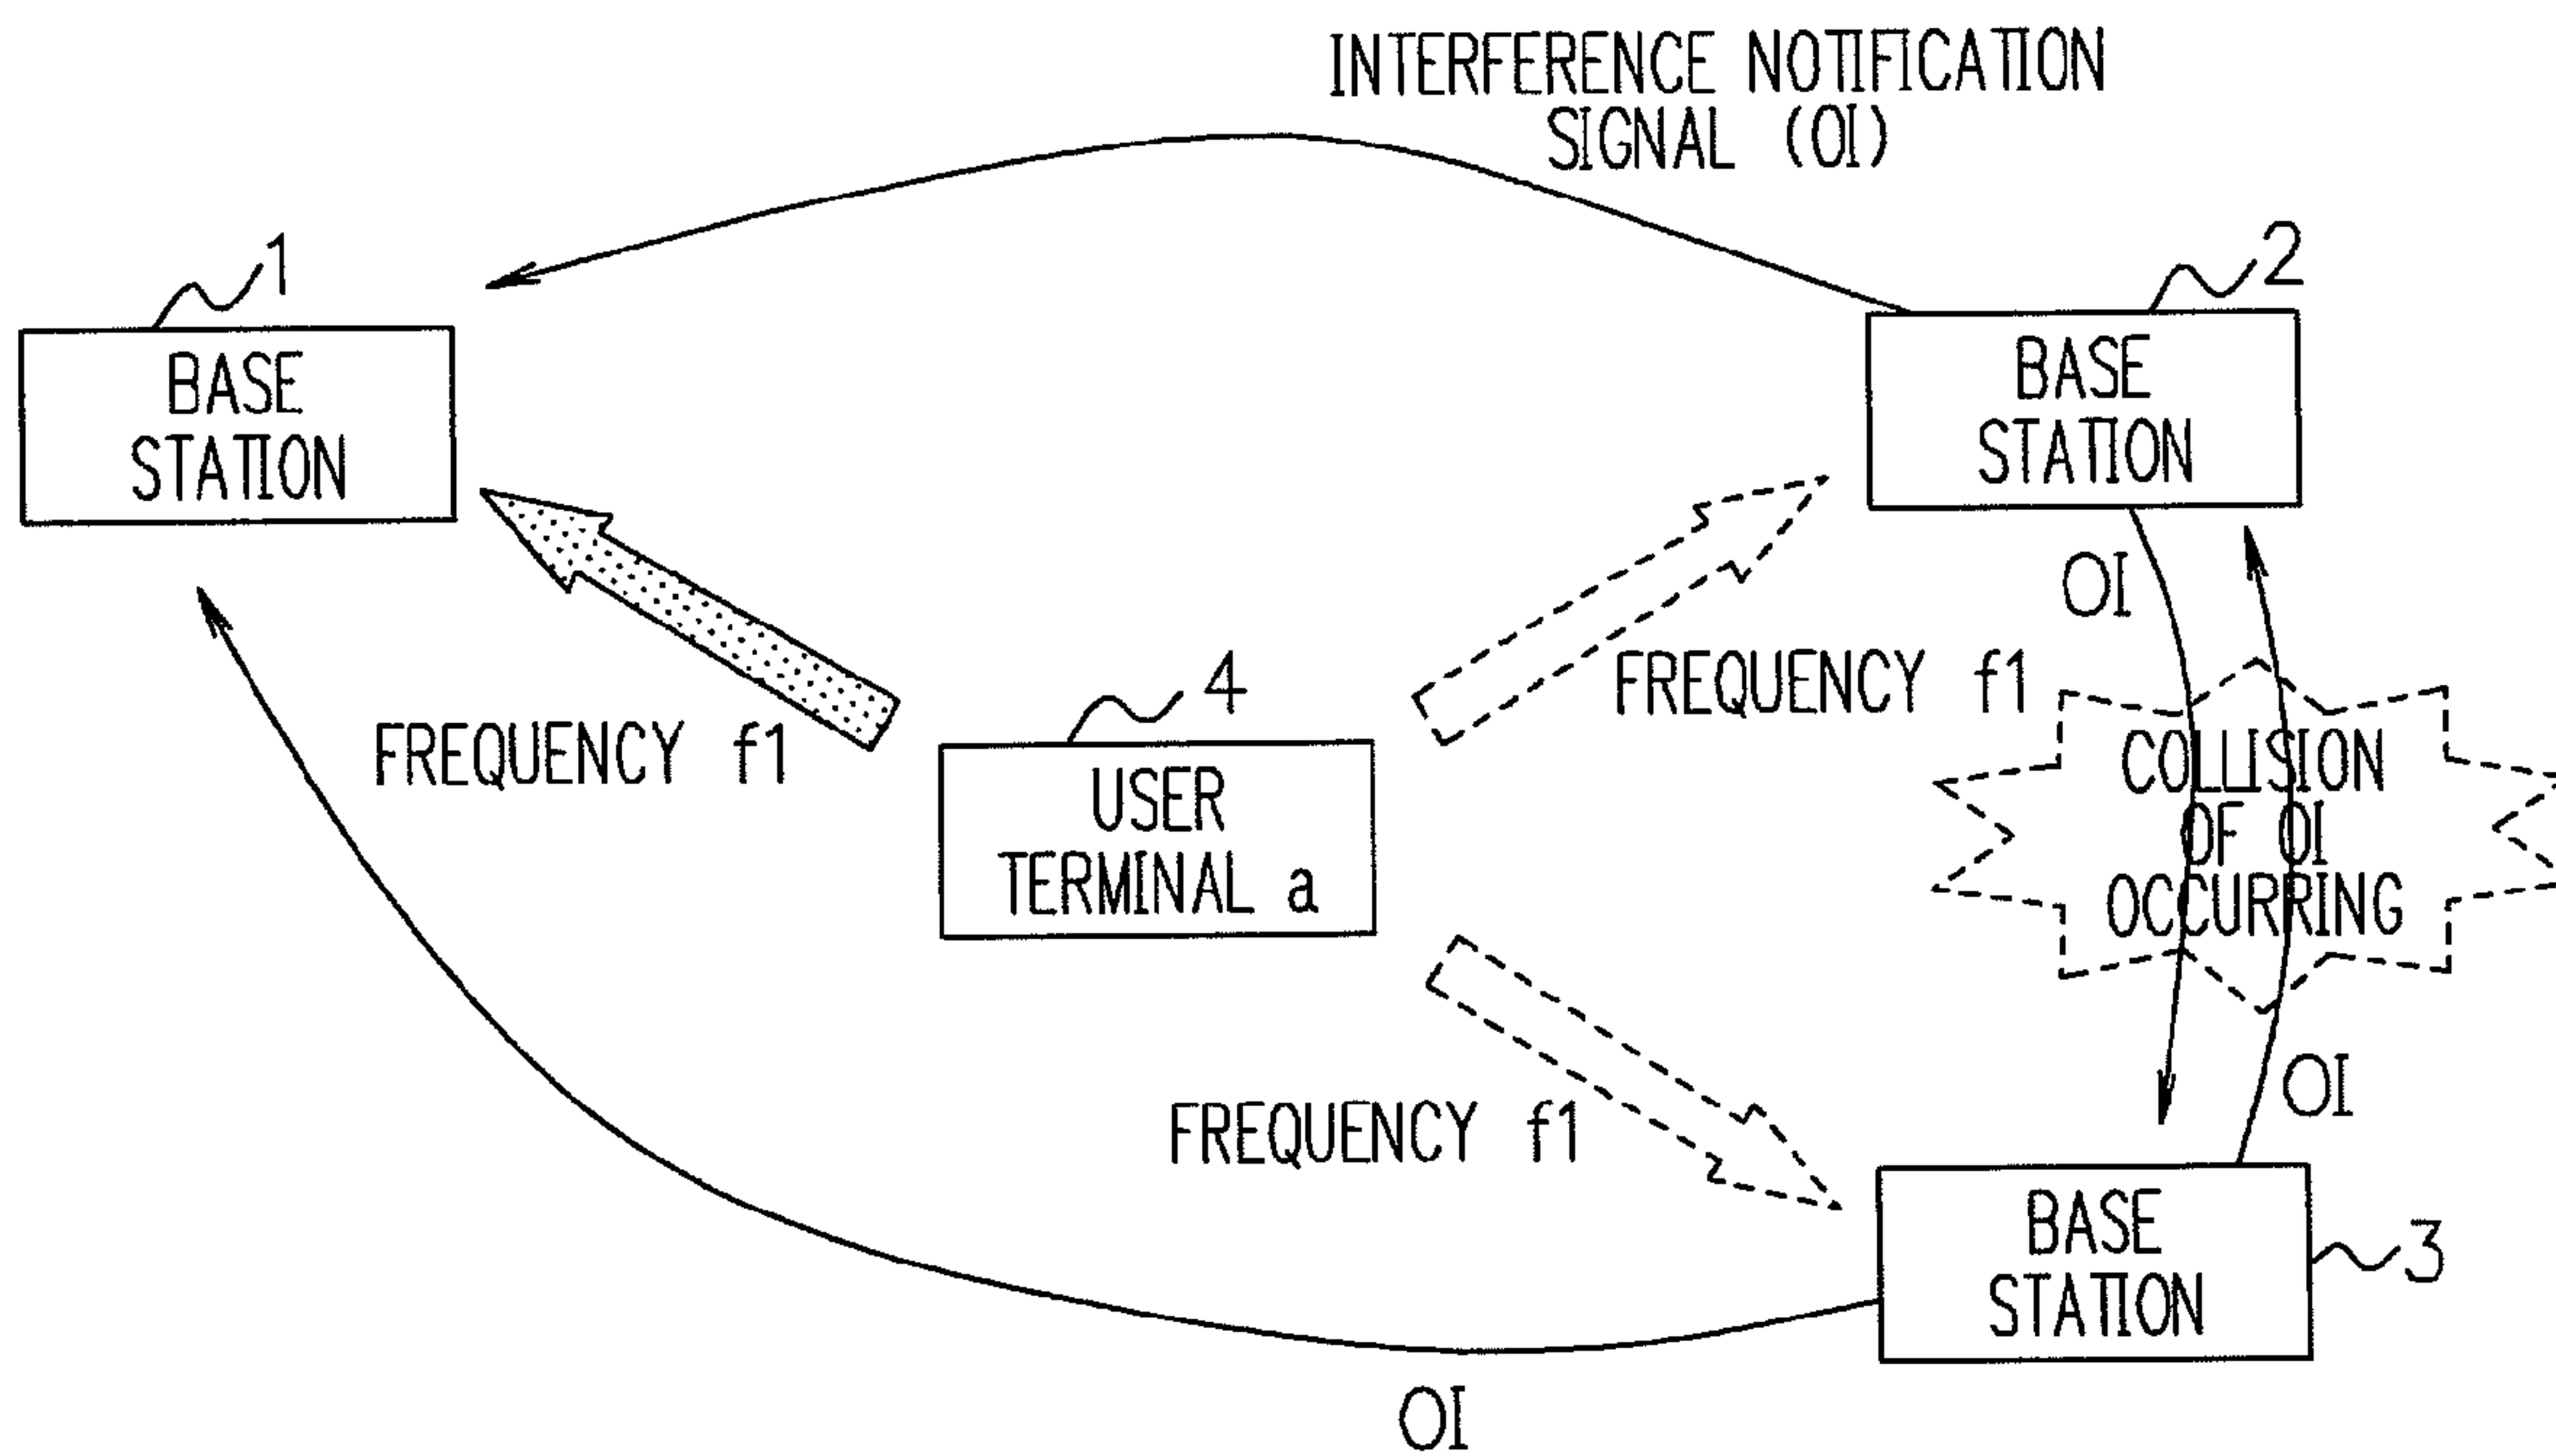 INTERFERENCE NOTIFICATION
SIGNAL (OI)
1
2
BASE
STATION
BASE
STATION
OI
4
FREQUENCY f1
FREQUENCY f1
USER
TERMINAL a
COLLISION
OF OI
OCCURRING
OI
FREQUENCY f1
BASE
STATION
3
OI